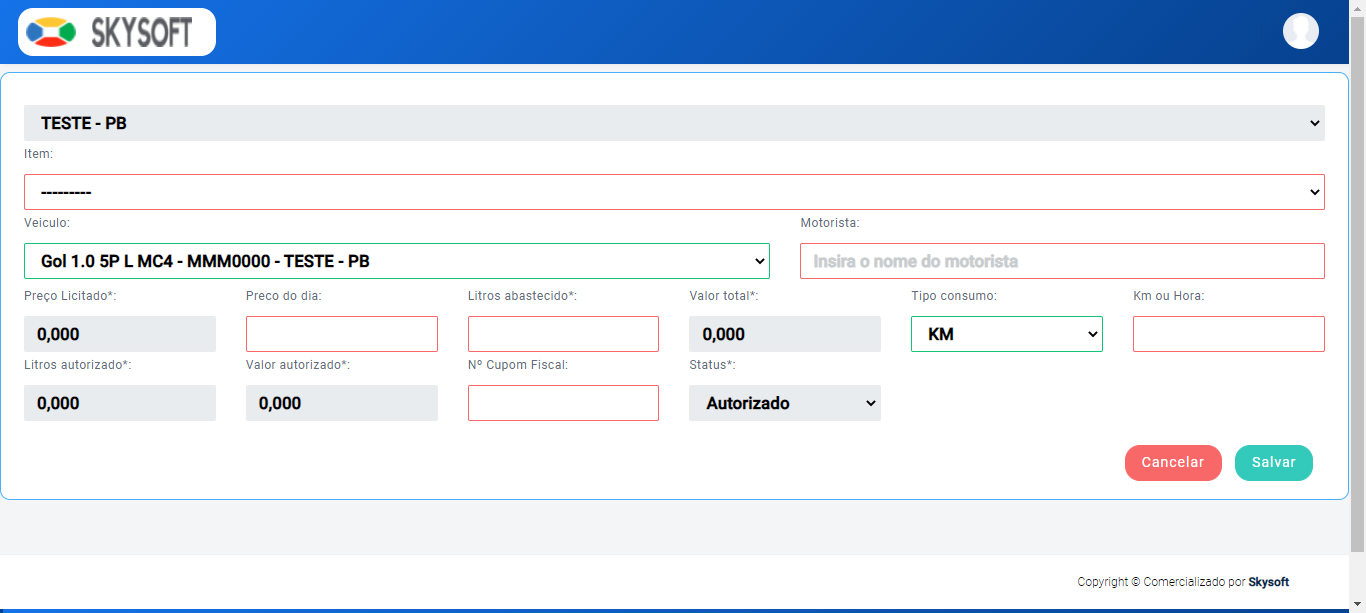 SKYSOFT
TESTE - PB
Item:
---------
Veiculo: Motorista:
Gol 1.0 5P L MC4 - MMM0000 - TESTE - PB Insira o nome do motorista
Preço Licitado*: Preco do dia: Litros abastecido*: Valor total*: Tipo consumo: Km ou Hora:
0,000 0,000 KM
Litros autorizado*: Valor autorizado*: Nº Cupom Fiscal: Status*:
0,000 0,000 Autorizado
Cancelar Salvar
Copyright © Comercializado por Skysoft